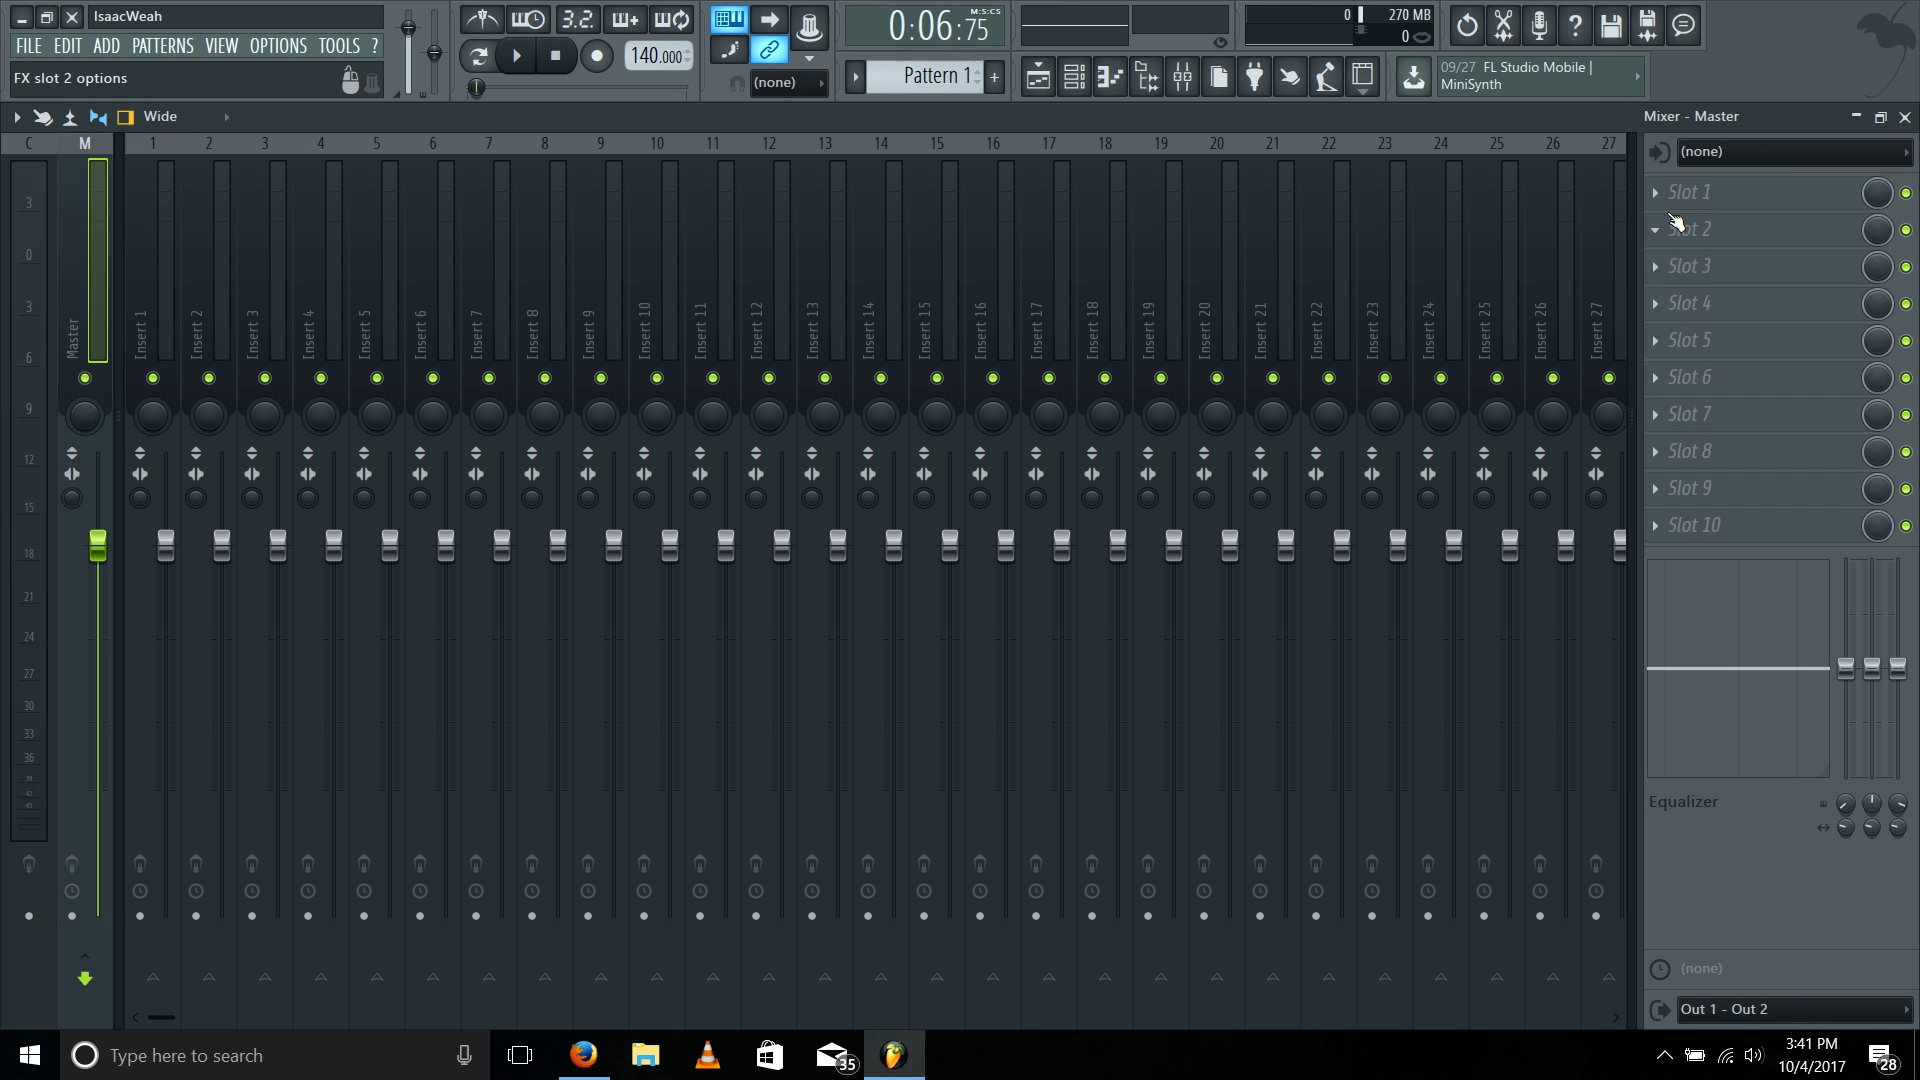 IsaacWeah
FILE EDIT ADD PATTERNS VIEW OPTIONS TOOLS ?
FX slot 2 options
3.2.
140.000
(none)
0:06:75
M:S:CS
Pattern 1
+
0
270 MB
0
09/27 FL Studio Mobile |
MiniSynth
Wide
Mixer - Master
C M 1 2 3 4 5 6 7 8 9 10 11 12 13 14 15 16 17 18 19 20 21 22 23 24 25 26 27
(none)
Slot 1
Slot 2
Slot 3
Slot 4
Slot 5
Slot 6
Slot 7
Slot 8
Slot 9
Slot 10
3
0
3
6
9
12
15
18
21
24
27
30
33
36
Master
Insert 1
Insert 2
Insert 3
Insert 4
Insert 5
Insert 6
Insert 7
Insert 8
Insert 9
Insert 10
Insert 11
Insert 12
Insert 13
Insert 14
Insert 15
Insert 16
Insert 17
Insert 18
Insert 19
Insert 20
Insert 21
Insert 22
Insert 23
Insert 24
Insert 25
Insert 26
Insert 27
Equalizer
(none)
Out 1 - Out 2
Type here to search
35
3:41 PM
10/4/2017
28